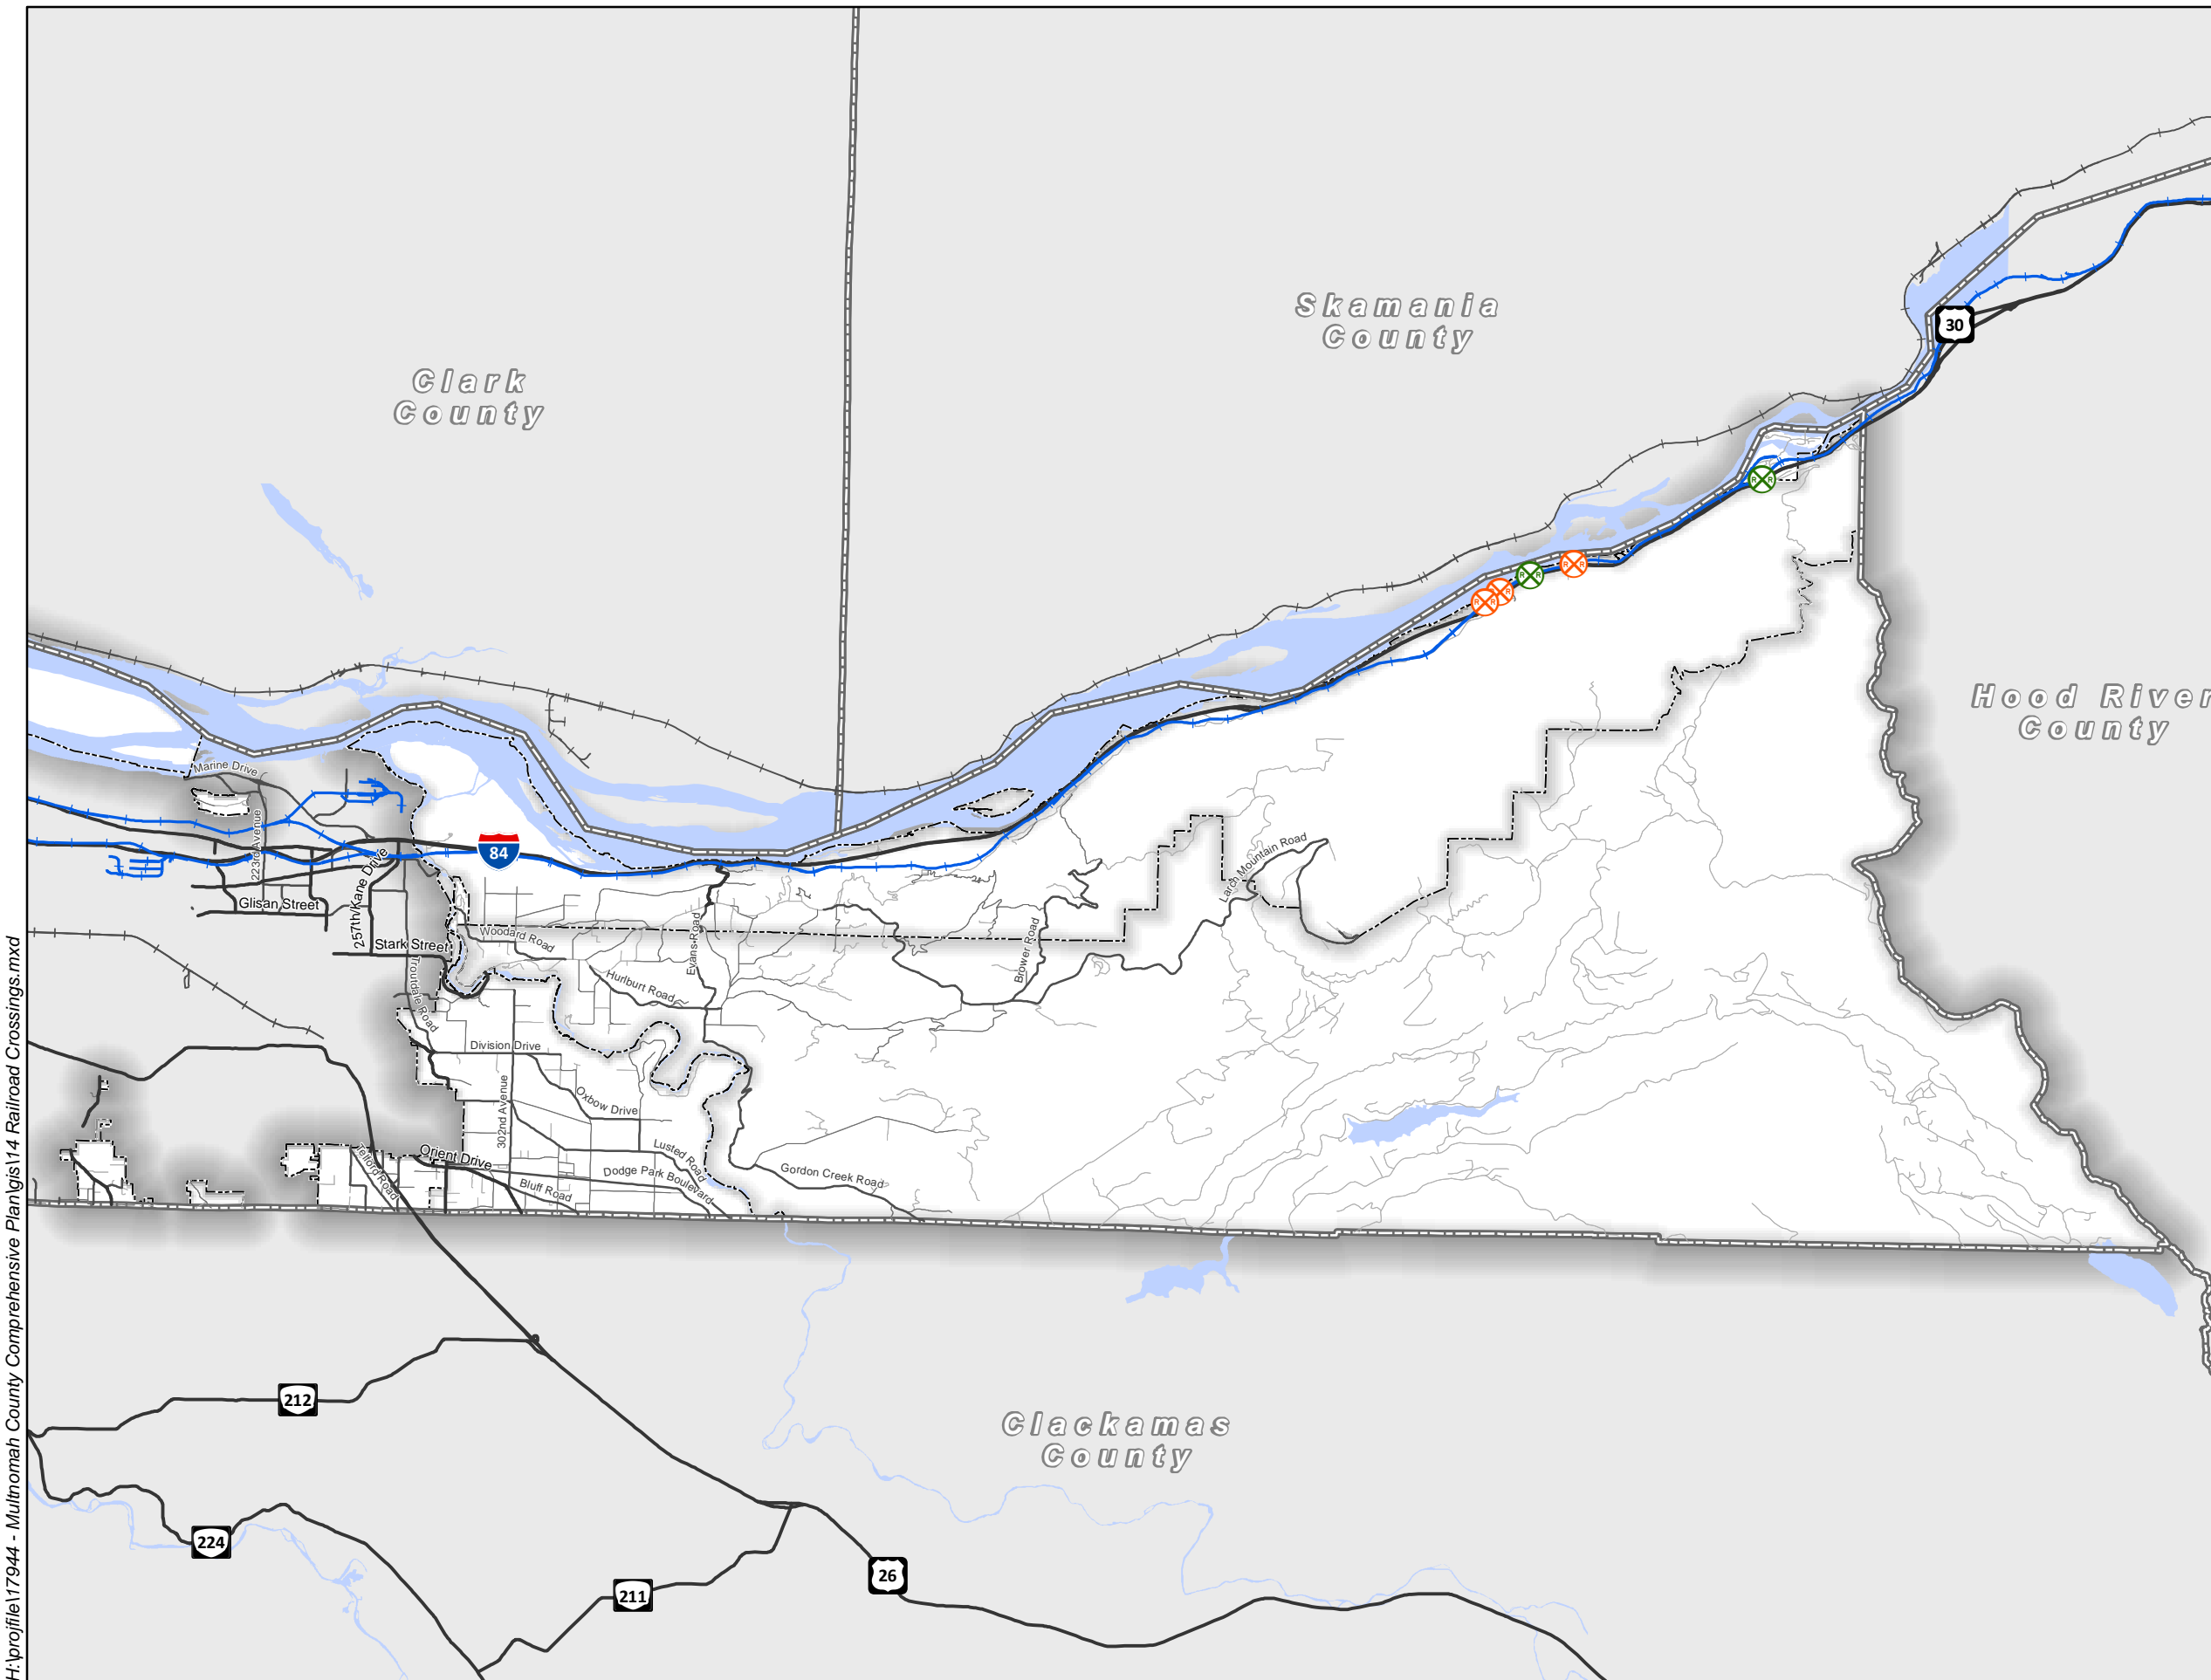 Skamania
County
30
Clark
County
R R
R R
R R
R R
R R
Hood River
County
Marine Drive
223rd Avenue
84
257th/Kane Drive
Glisan Street
Larch Mountain Road
Stark Street
Woodard Road
Evans Road
Brower Road
Troutdale Road
Hurlburt Road
Division Drive
302nd Avenue
Oxbow Drive
Lusted Road
Orient Drive
Telford Road
Dodge Park Boulevard
Bluff Road
Gordon Creek Road
212
Clackamas
County
224
211
26
H:\projfile\17944 - Multnomah County Comprehensive Plan\gis\14 Railroad Crossings.mxd